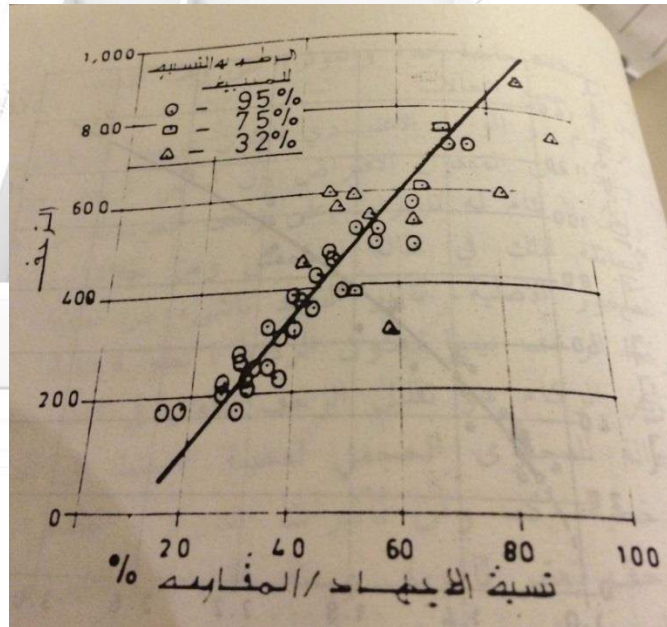 1,000
الرطوبة النسبية
للمحيط
⊙ - 95%
▭ - 75%
△ - 32%
800
600
الزحف
400
200
0
20 40 60 80 100
نسبة الاجهاد / المقاومه %